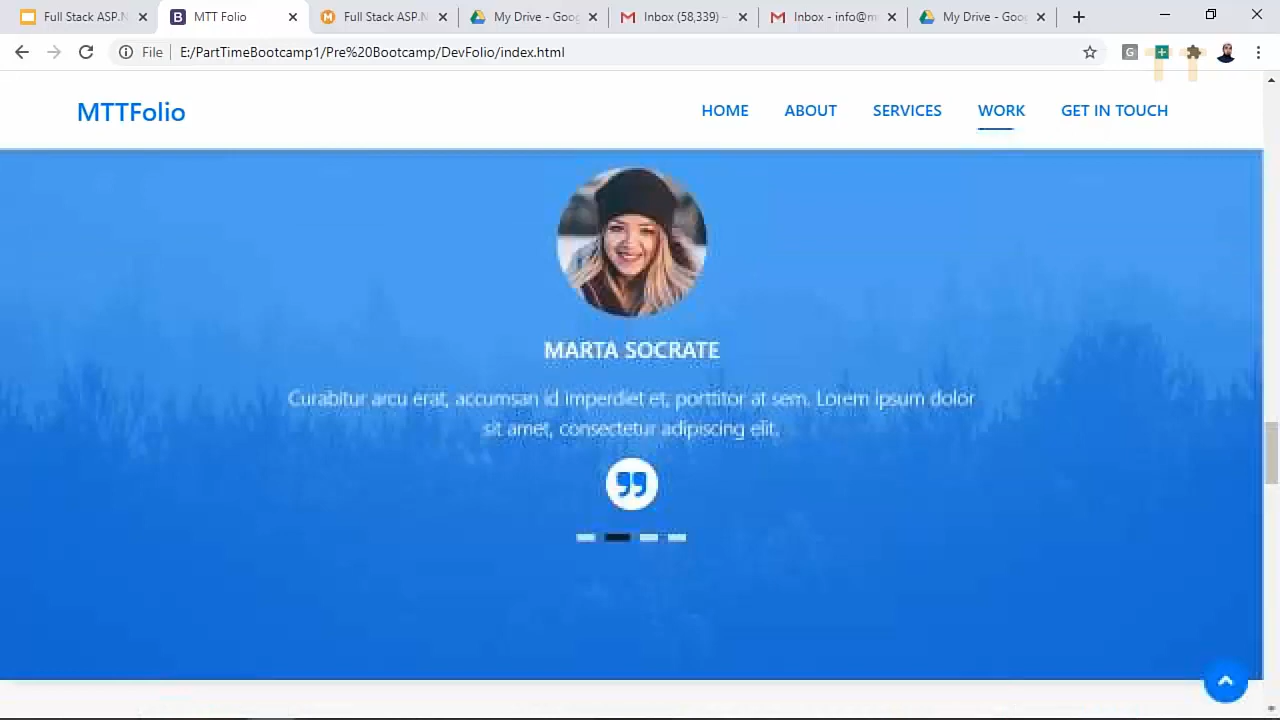 Full Stack ASP.N
MTT Folio
Full Stack ASP.N
My Drive - Goog
Inbox (58,339) -
Inbox - info@m
My Drive - Goog
File
E:/PartTimeBootcamp1/Pre%20Bootcamp/DevFolio/index.html
MTTFolio
HOME
ABOUT
SERVICES
WORK
GET IN TOUCH
MARTA SOCRATE
Curabitur arcu erat, accumsan id imperdiet et, porttitor at sem. Lorem ipsum dolor
sit amet, consectetur adipiscing elit.